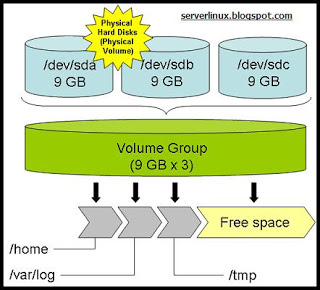 serverlinux.blogspot.com
Physical
Hard Disks
(Physical
Volume)
/dev/sda
9 GB
/dev/sdb
9 GB
/dev/sdc
9 GB
Volume Group
(9 GB x 3)
Free space
/home
/var/log
/tmp